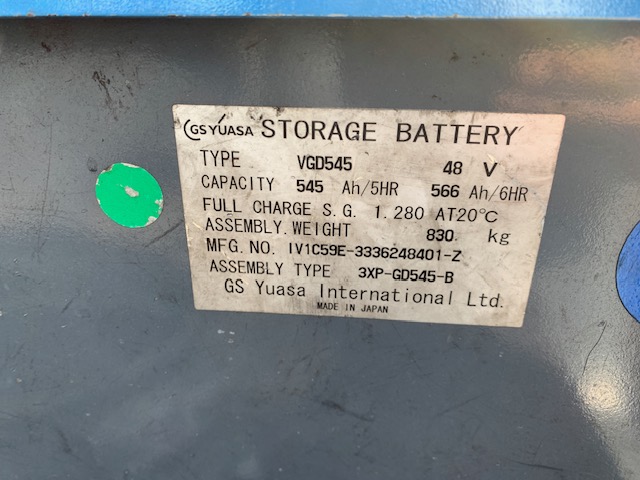 GS YUASA STORAGE BATTERY
TYPE VGD545 48 V
CAPACITY 545 Ah/5HR 566 Ah/6HR
FULL CHARGE S.G. 1.280 AT20℃
ASSEMBLY.WEIGHT 830 kg
MFG.NO. IV1C59E-3336248401-Z
ASSEMBLY TYPE 3XP-GD545-B
GS Yuasa International Ltd.
MADE IN JAPAN